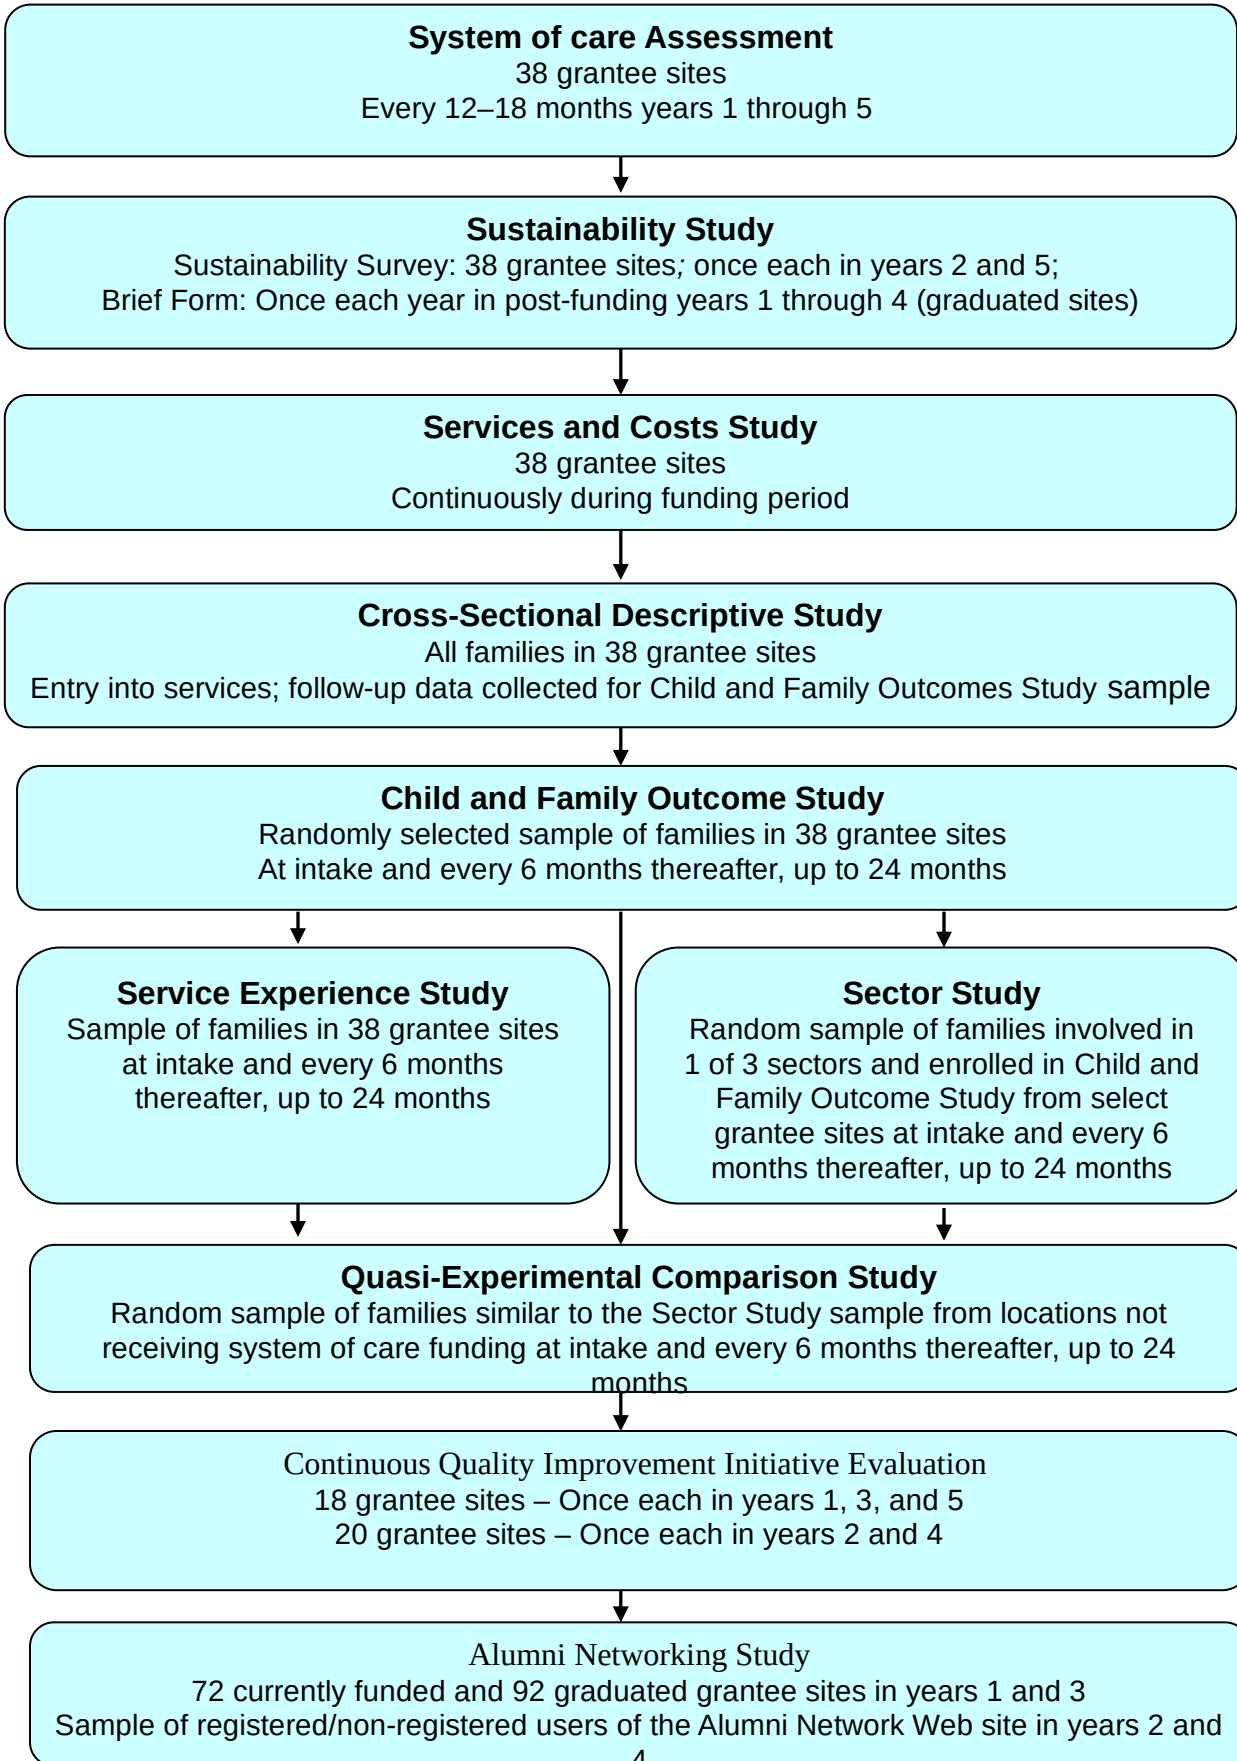 System of care Assessment
38 grantee sites
Every 12–18 months years 1 through 5
Sustainability Study
Sustainability Survey: 38 grantee sites; once each in years 2 and 5;
Brief Form: Once each year in post-funding years 1 through 4 (graduated sites)
Services and Costs Study
38 grantee sites
Continuously during funding period
Cross-Sectional Descriptive Study
All families in 38 grantee sites
Entry into services; follow-up data collected for Child and Family Outcomes Study sample
Child and Family Outcome Study
Randomly selected sample of families in 38 grantee sites
At intake and every 6 months thereafter, up to 24 months
Service Experience Study
Sample of families in 38 grantee sites
at intake and every 6 months
thereafter, up to 24 months
Sector Study
Random sample of families involved in
1 of 3 sectors and enrolled in Child and
Family Outcome Study from select
grantee sites at intake and every 6
months thereafter, up to 24 months
Quasi-Experimental Comparison Study
Random sample of families similar to the Sector Study sample from locations not
receiving system of care funding at intake and every 6 months thereafter, up to 24
months
Continuous Quality Improvement Initiative Evaluation
18 grantee sites – Once each in years 1, 3, and 5
20 grantee sites – Once each in years 2 and 4
Alumni Networking Study
72 currently funded and 92 graduated grantee sites in years 1 and 3
Sample of registered/non-registered users of the Alumni Network Web site in years 2 and
4